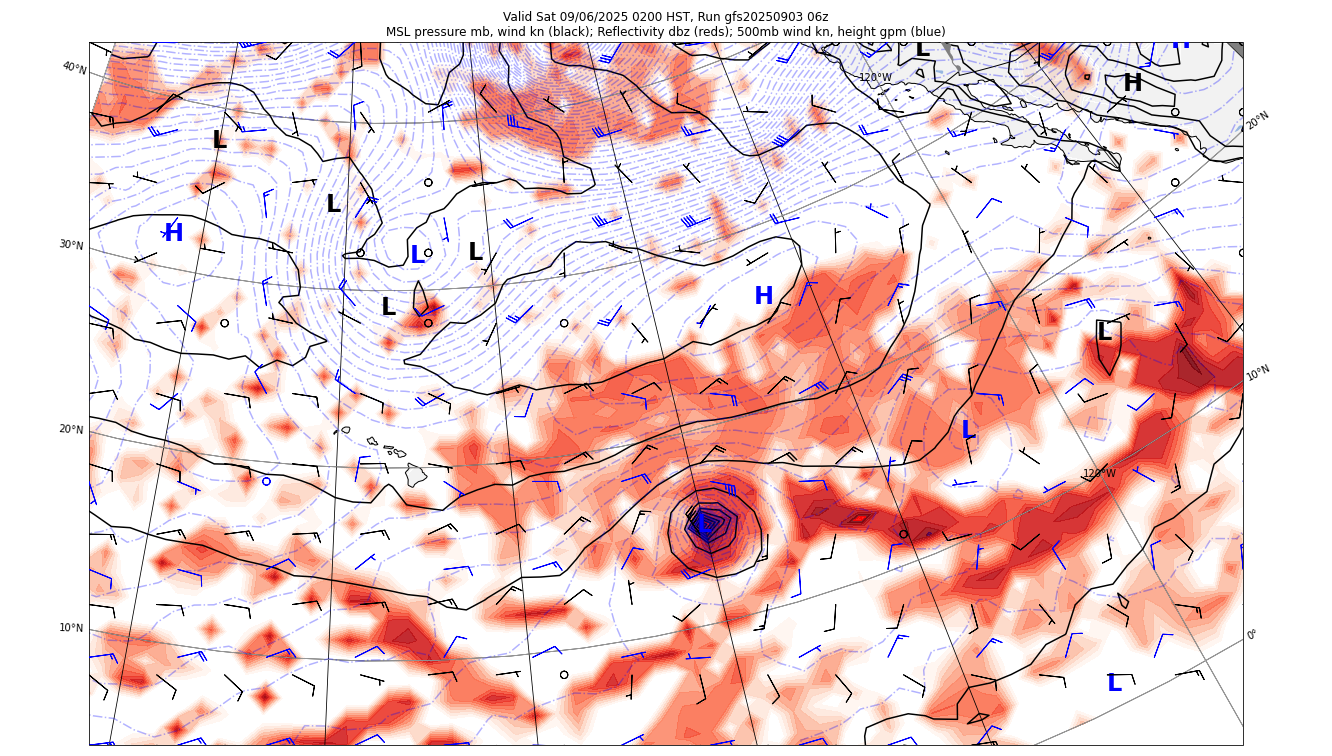 Valid Sat 09/06/2025 0200 HST, Run gfs20250903 06z
MSL pressure mb, wind kn (black); Reflectivity dbz (reds); 500mb wind kn, height gpm (blue)
L
H
40°N
120°W
H
20°N
L
L
H
30°N
L
L
H
L
L
10°N
20°N
L
120°W
L
10°N
0°
L